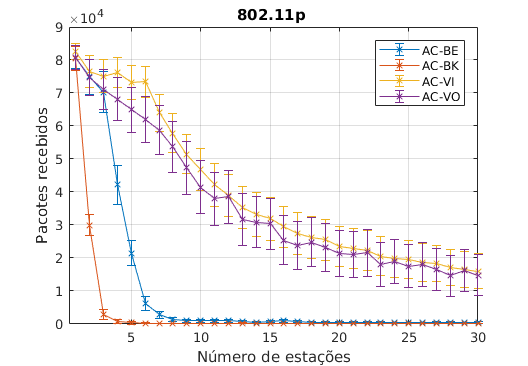 802.11p
×10⁴
9
8
7
6
5
4
3
2
1
0
Pacotes recebidos
5 10 15 20 25 30
Número de estações
AC-BE
AC-BK
AC-VI
AC-VO